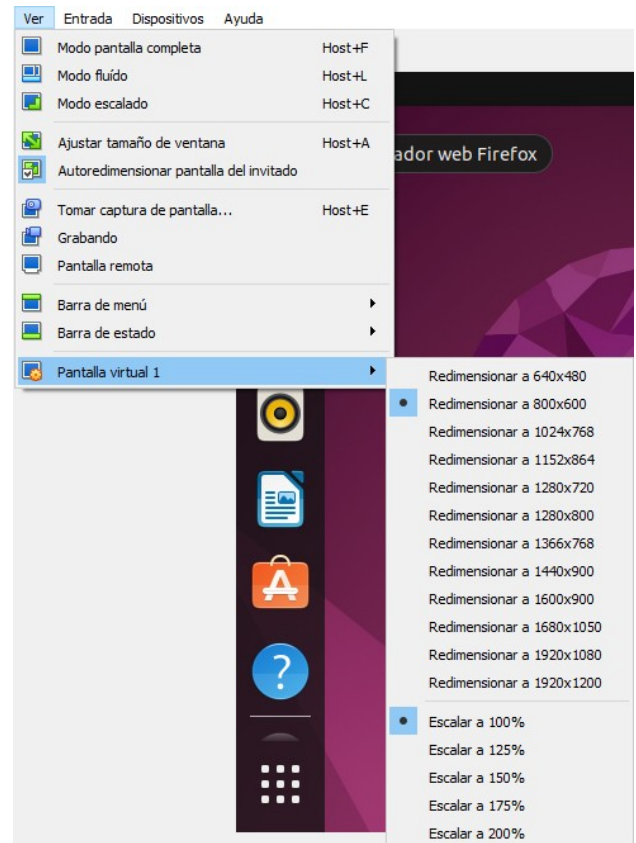 Ver Entrada Dispositivos Ayuda
Modo pantalla completa Host+F
Modo fluído Host+L
Modo escalado Host+C
Ajustar tamaño de ventana Host+A
ador web Firefox
Autoredimensionar pantalla del invitado
Tomar captura de pantalla... Host+E
Grabando
Pantalla remota
Barra de menú
Barra de estado
Pantalla virtual 1
Redimensionar a 640x480
Redimensionar a 800x600
Redimensionar a 1024x768
Redimensionar a 1152x864
Redimensionar a 1280x720
Redimensionar a 1280x800
Redimensionar a 1366x768
Redimensionar a 1440x900
Redimensionar a 1600x900
Redimensionar a 1680x1050
Redimensionar a 1920x1080
Redimensionar a 1920x1200
Escalar a 100%
Escalar a 125%
Escalar a 150%
Escalar a 175%
Escalar a 200%